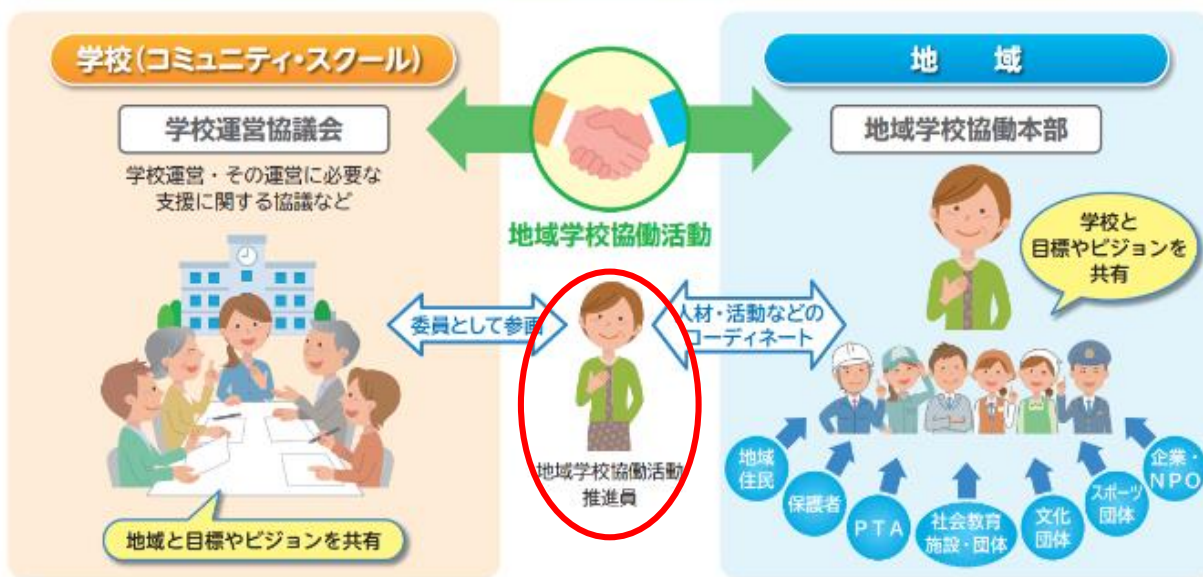 学校(コミュニティ・スクール)
学校運営協議会
学校運営・その運営に必要な
支援に関する協議など
地域と目標やビジョンを共有
地域学校協働活動
委員として参画
人材・活動などの
コーディネート
地域学校協働活動
推進員
地　域
地域学校協働本部
学校と
目標やビジョンを
共有
地域
住民
保護者
PTA
社会教育
施設・団体
文化
団体
スポーツ
団体
企業・
NPO